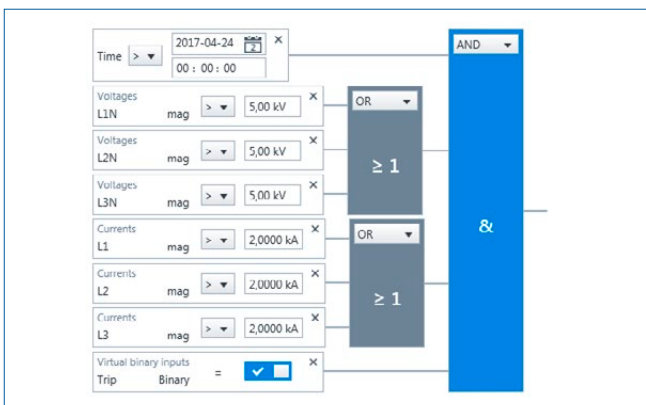 2017-04-24 2
Time >
00 : 00 : 00
AND
Voltages
L1N mag > 5,00 kV
OR
Voltages
L2N mag > 5,00 kV
≥ 1
Voltages
L3N mag > 5,00 kV
Currents
L1 mag > 2,0000 kA
OR
&
Currents
L2 mag > 2,0000 kA
≥ 1
Currents
L3 mag > 2,0000 kA
Virtual binary inputs
Trip Binary =